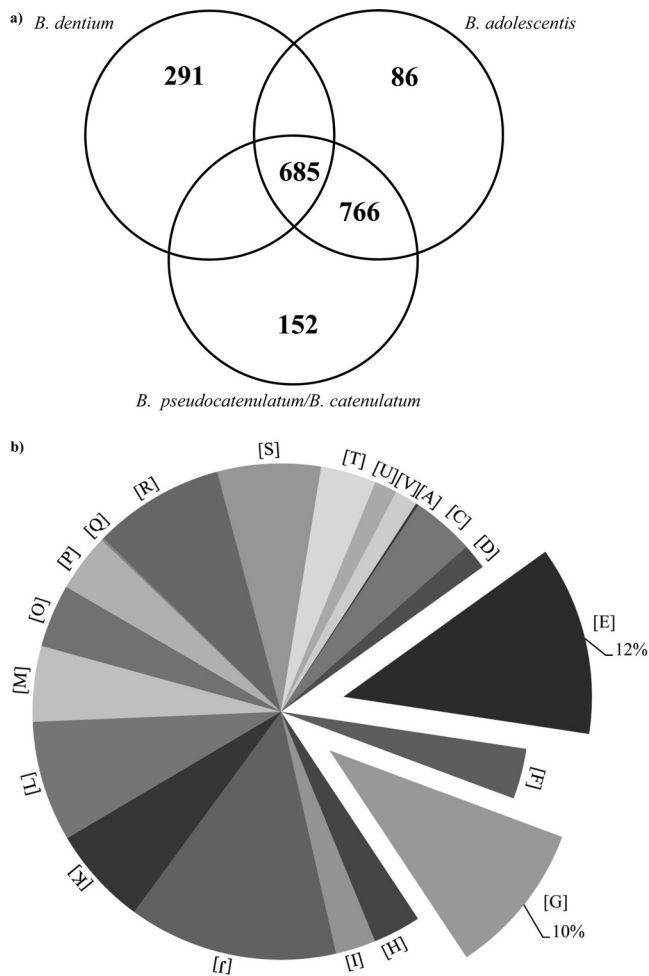 a)
B. dentium
B. adolescentis
291
86
685
766
152
B. pseudocatenulatum/B. catenulatum
b)
[S]
[T]
[U]
[V]
[A]
[C]
[D]
[E]
12%
[F]
[G]
10%
[H]
[I]
[J]
[K]
[L]
[M]
[O]
[P]
[Q]
[R]